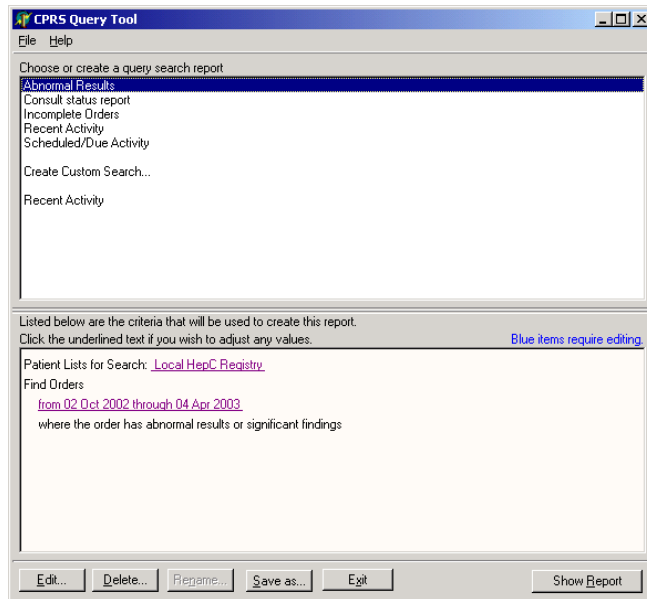 CPRS Query Tool
File Help
Choose or create a query search report
Abnormal Results
Consult status report
Incomplete Orders
Recent Activity
Scheduled/Due Activity
Create Custom Search...
Recent Activity
Listed below are the criteria that will be used to create this report.
Click the underlined text if you wish to adjust any values. Blue items require editing.
Patient Lists for Search: Local HepC Registry
Find Orders
from 02 Oct 2002 through 04 Apr 2003
where the order has abnormal results or significant findings
Edit... Delete... Rename... Save as... Exit Show Report